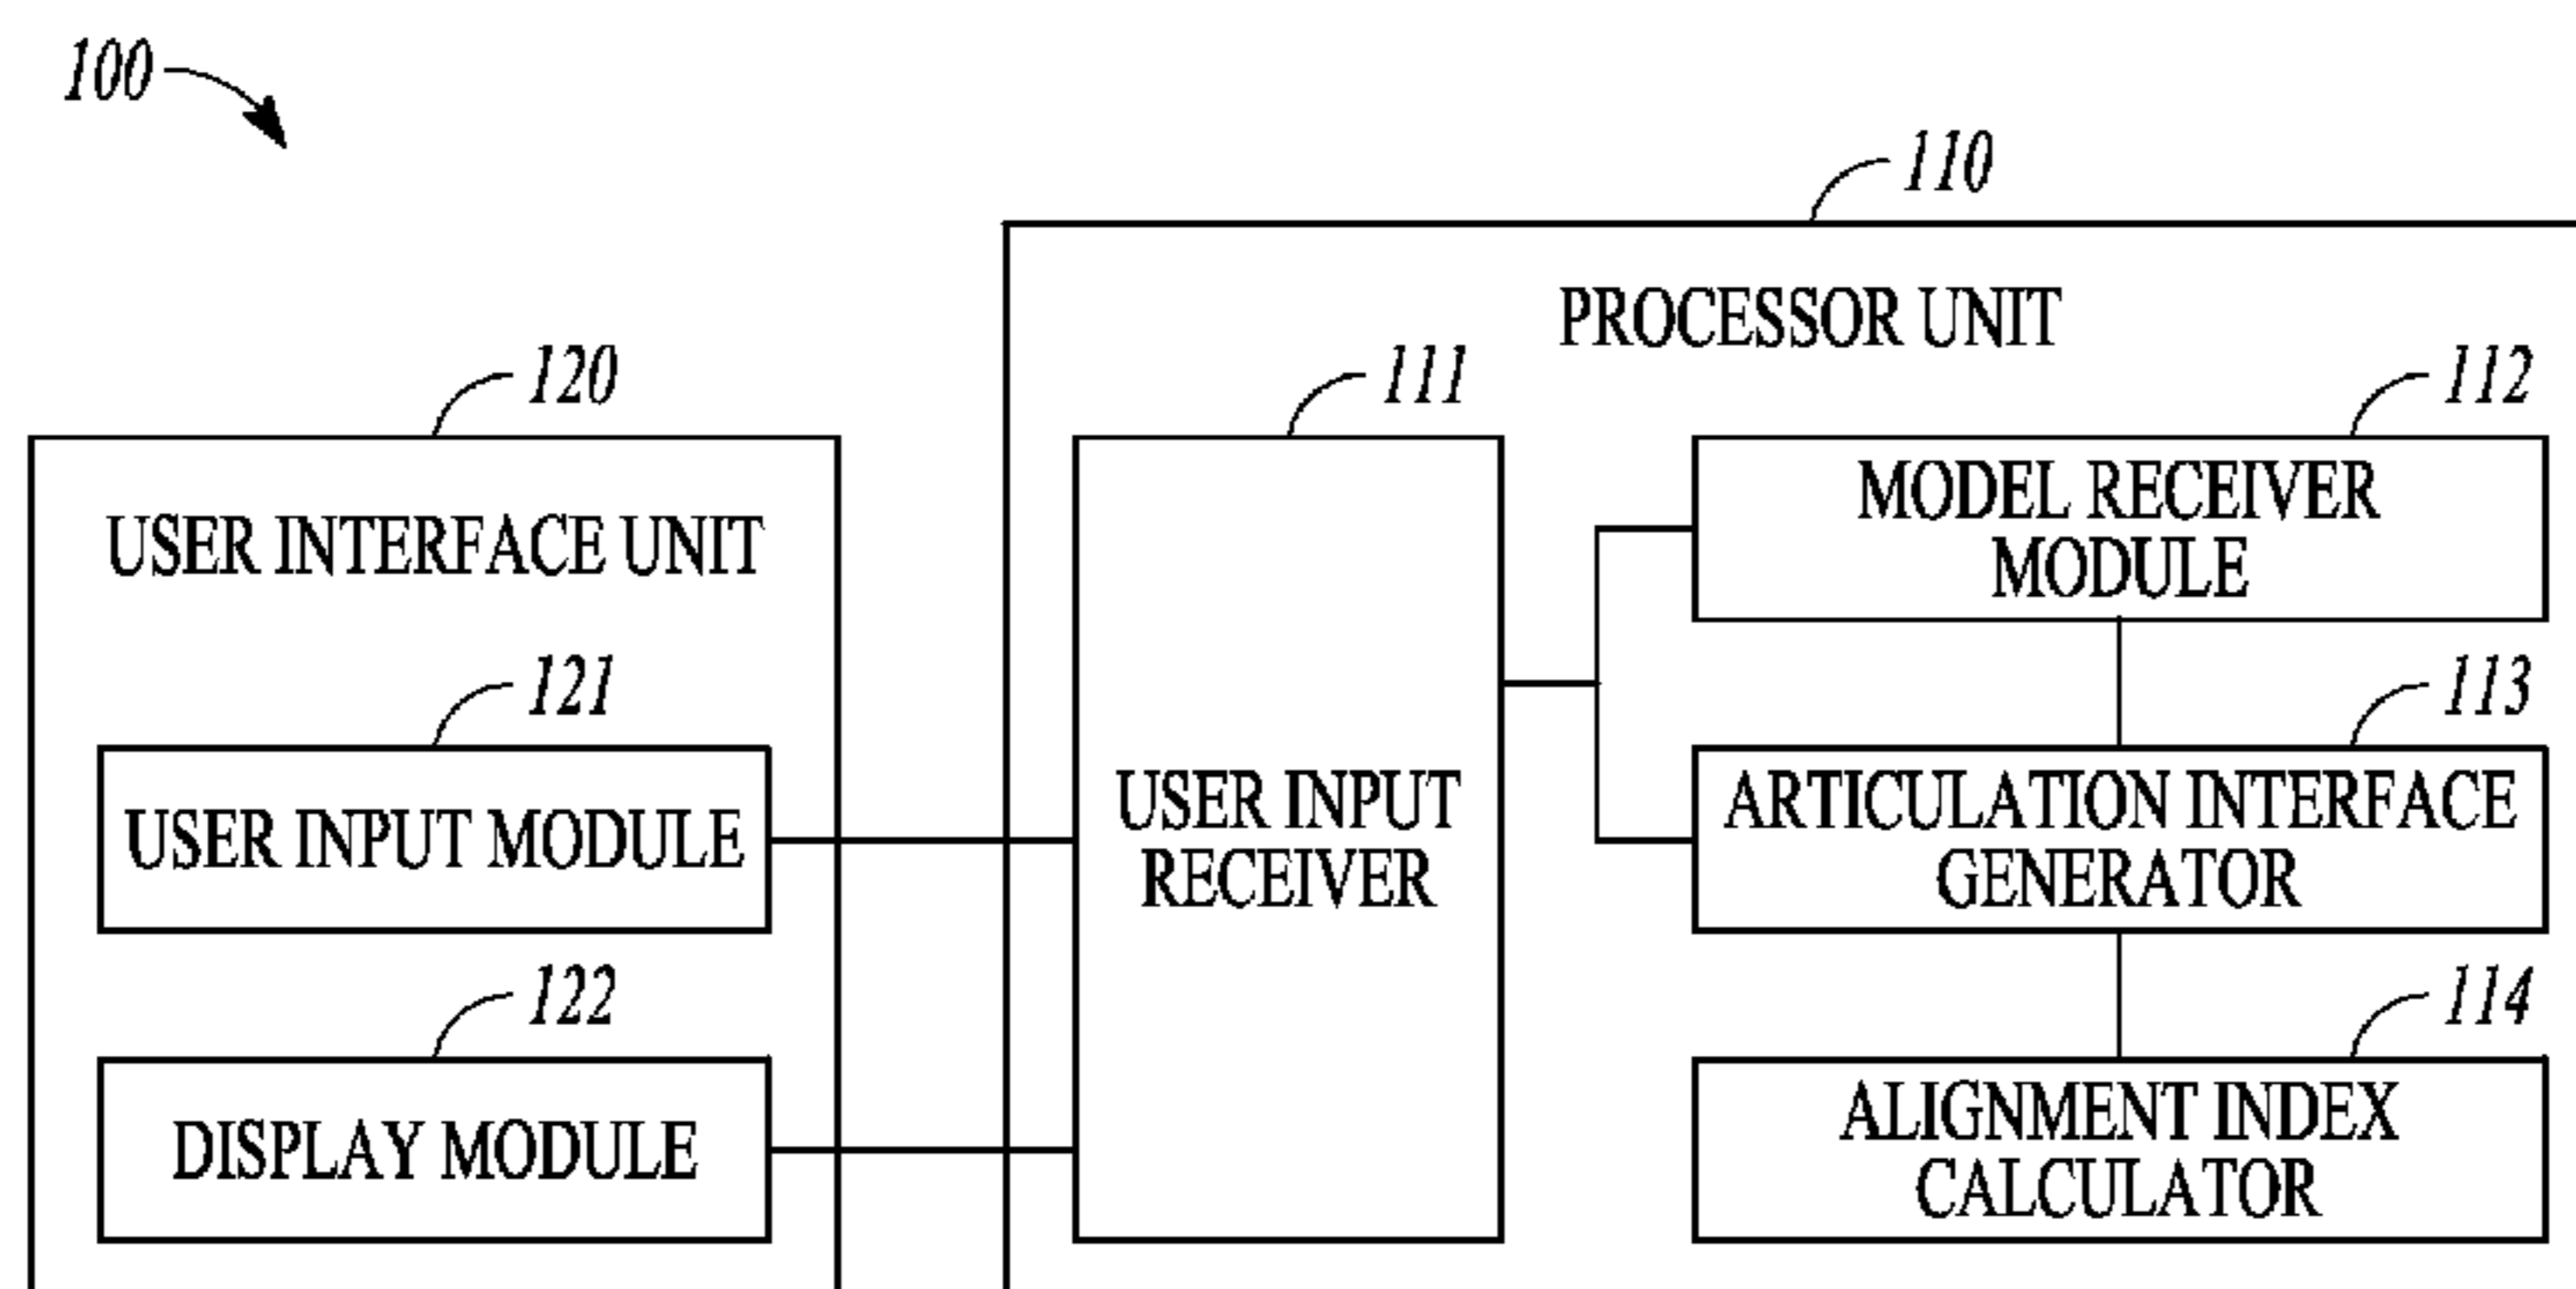 100
110
PROCESSOR UNIT
120
111
112
USER INTERFACE UNIT
MODEL RECEIVER
MODULE
121
113
USER INPUT MODULE
USER INPUT
RECEIVER
ARTICULATION INTERFACE
GENERATOR
122
114
DISPLAY MODULE
ALIGNMENT INDEX
CALCULATOR